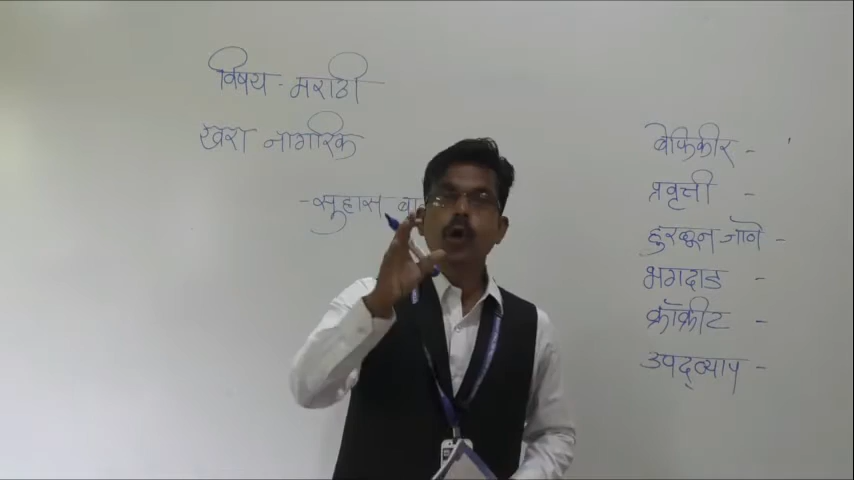 विषय - मराठी
खरा नागरिक
- सुहास
बेफिकीर -
प्रवृत्ती -
हुरळून जाणे -
भगदाड -
काँक्रीट -
उपद्व्याप -